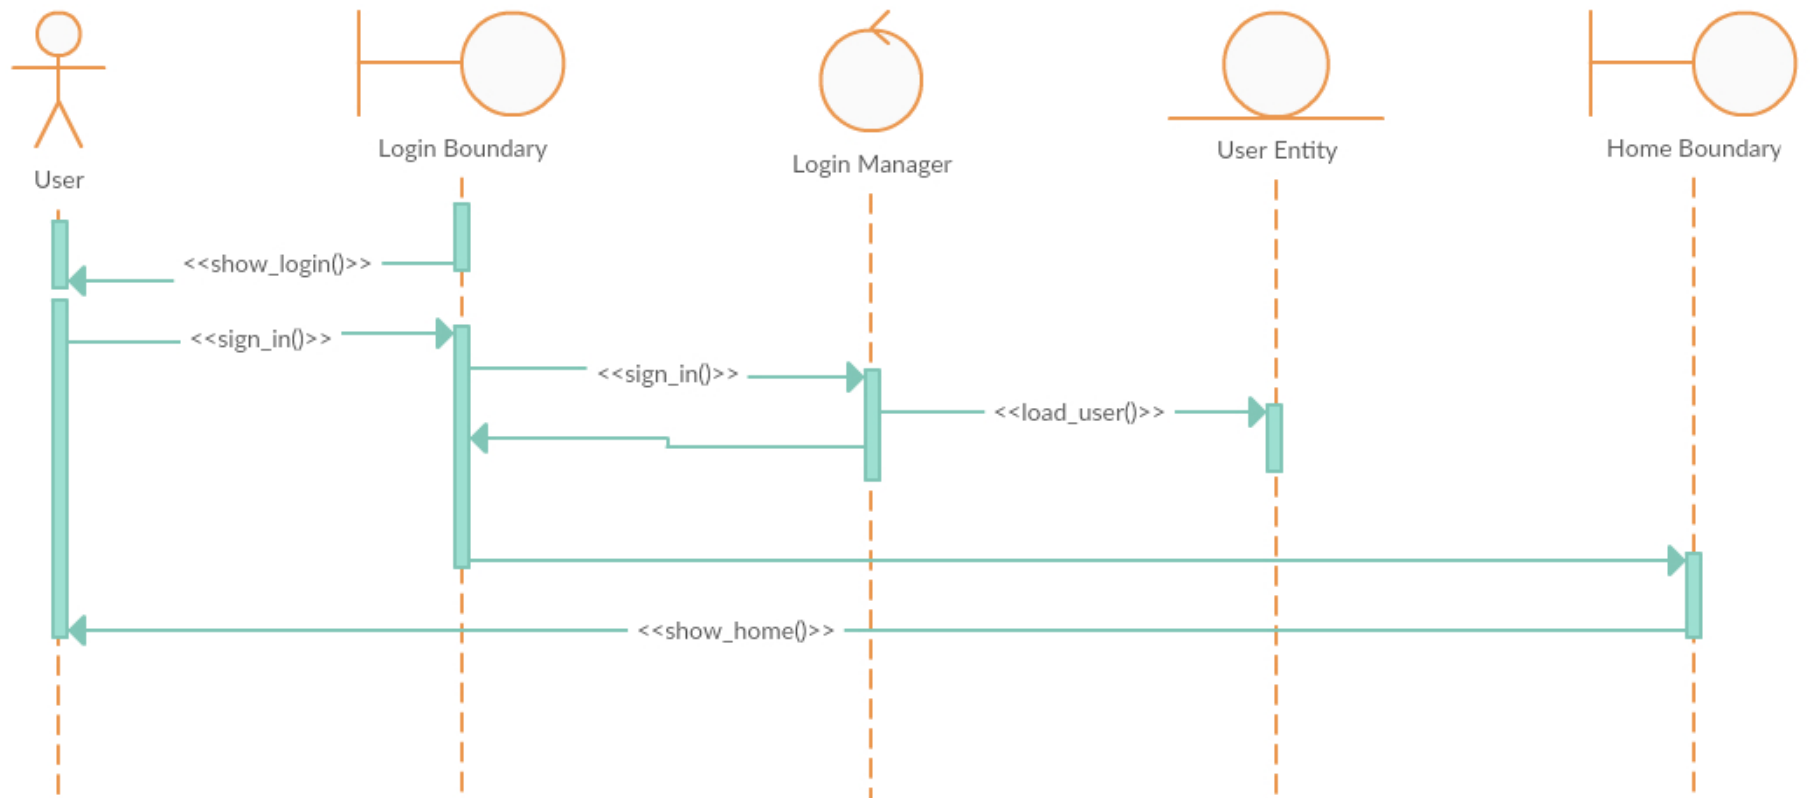 Login Boundary
User Entity
Home Boundary
Login Manager
User
<<show_login()>>
<<sign_in()>>
<<sign_in()>>
<<load_user()>>
<<show_home()>>